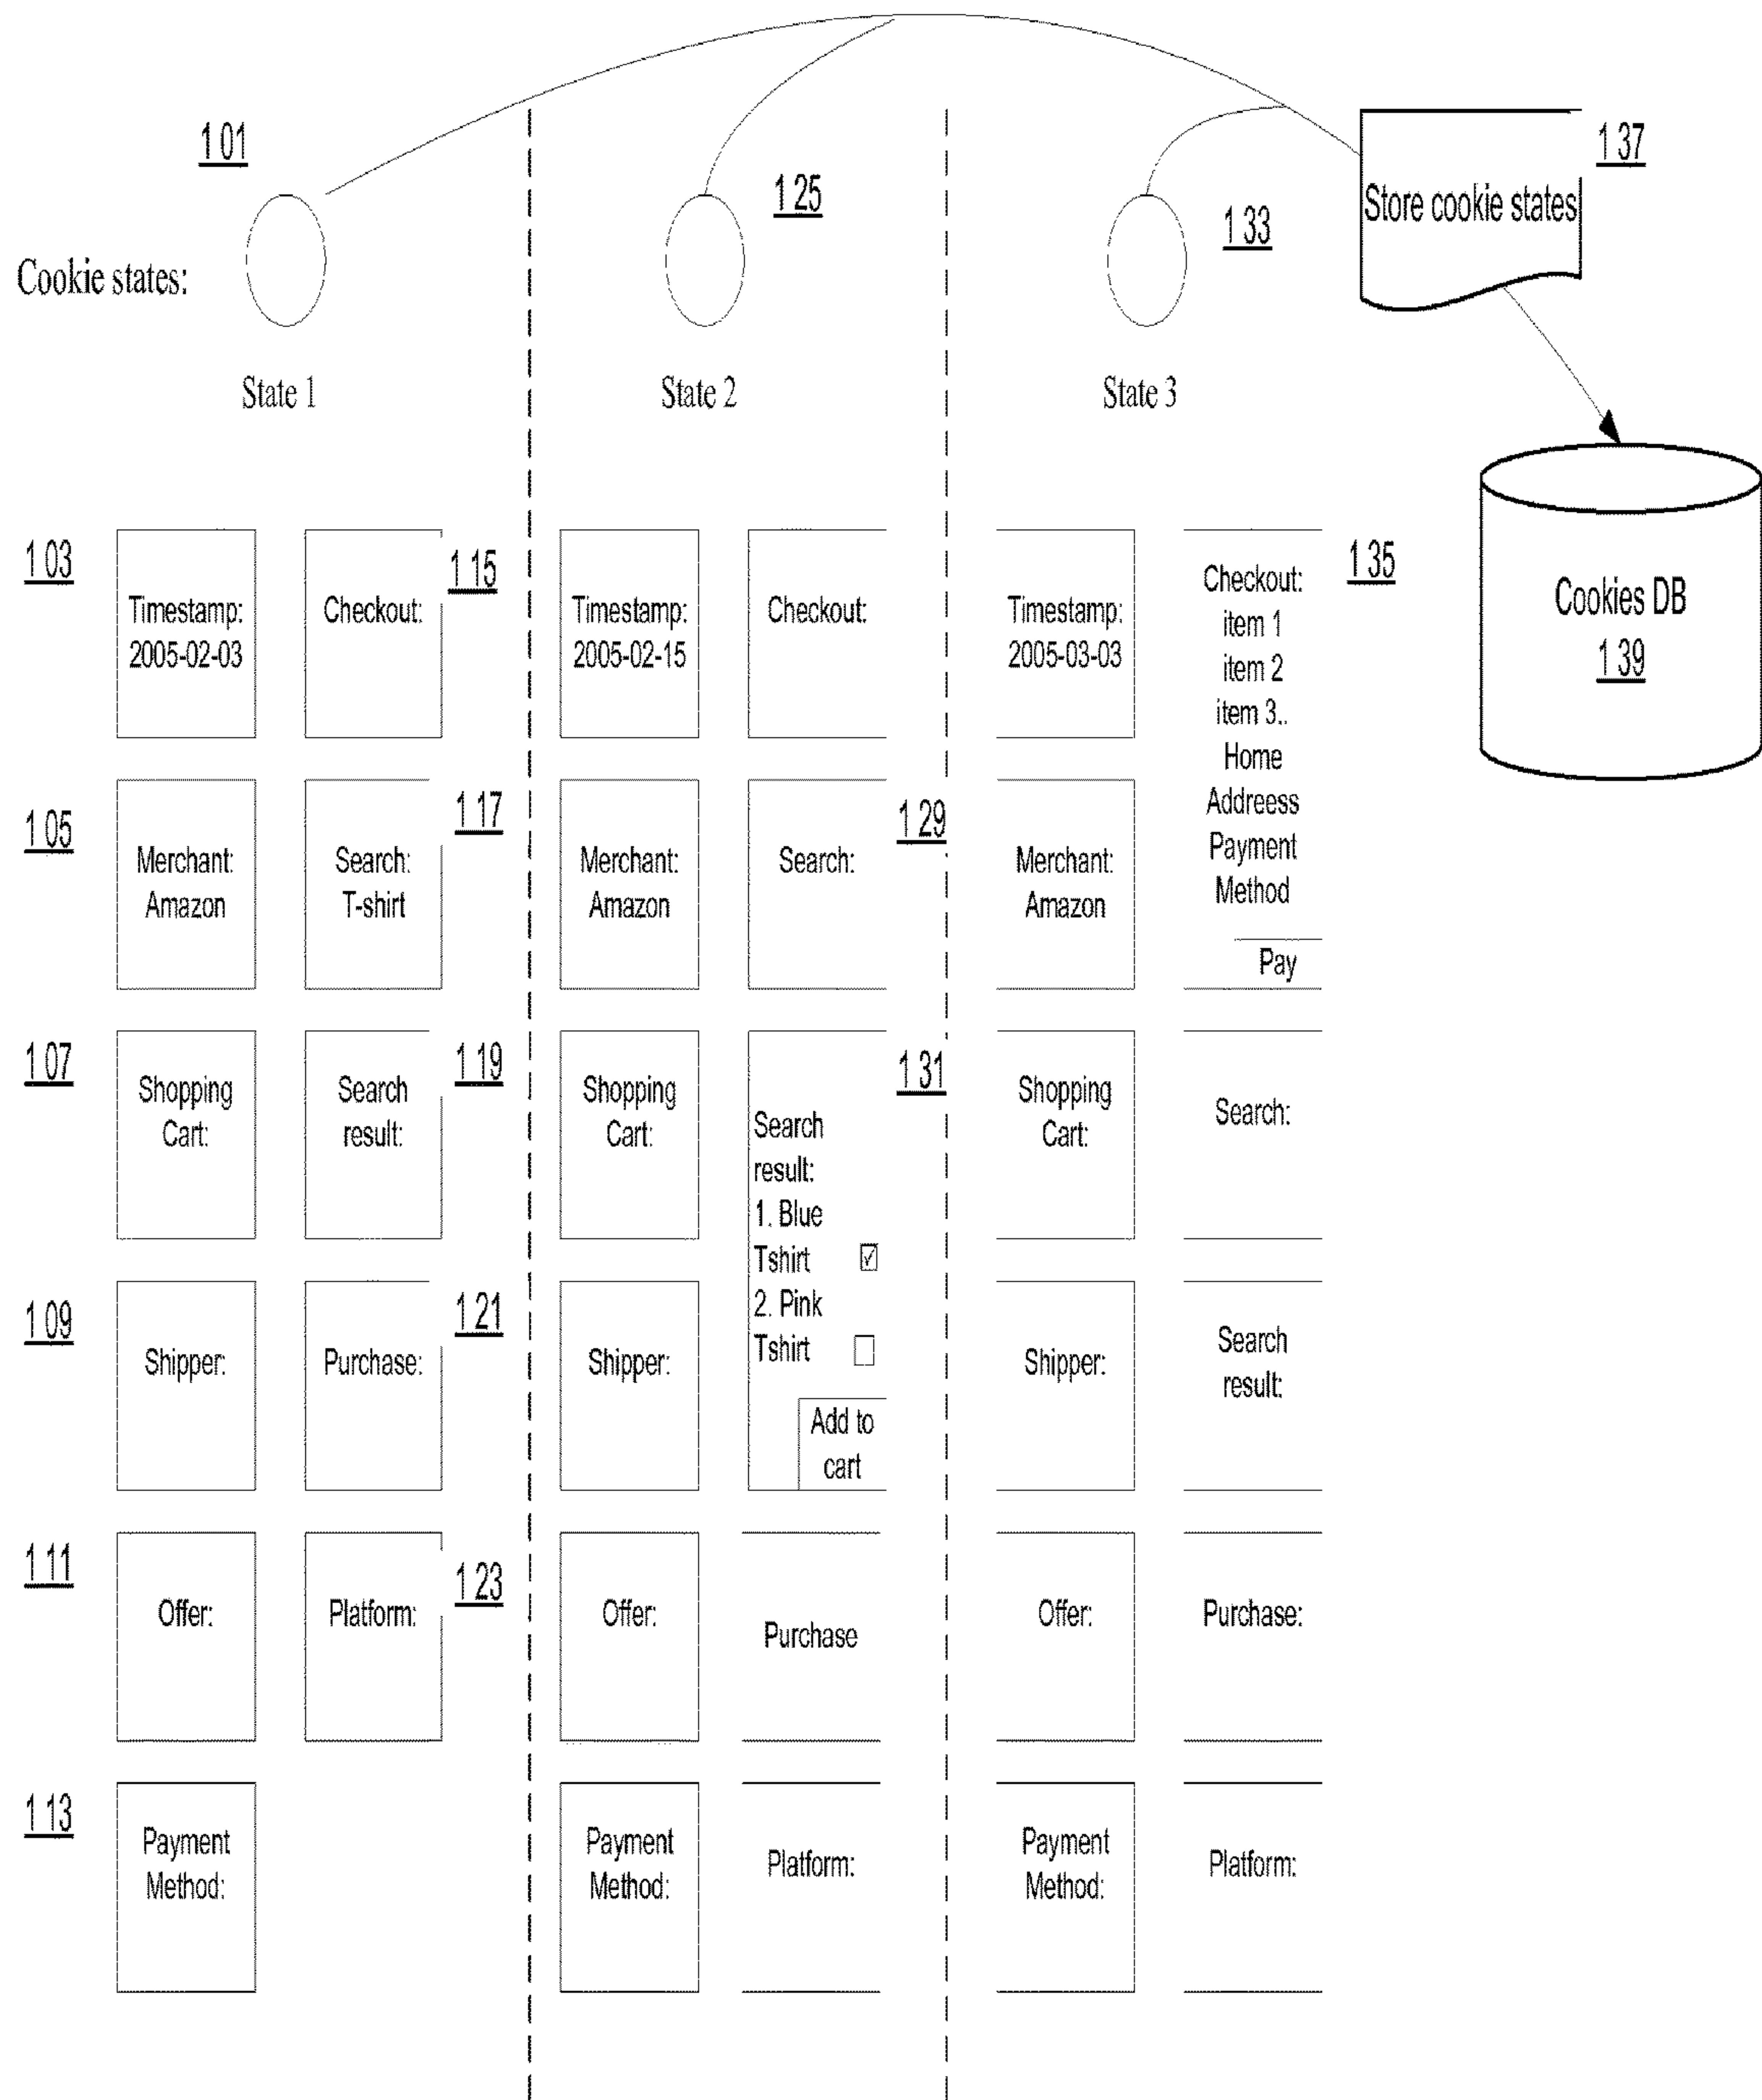 101
125
133
137
Store cookie states
Cookie states:
State 1
State 2
State 3
103
Timestamp:
2005-02-03
Checkout:
115
Timestamp:
2005-02-15
Checkout:
Timestamp:
2005-03-03
Checkout:
item 1
item 2
item 3..
Home
Addreess
Payment
Method
Pay
135
Cookies DB
139
105
Merchant:
Amazon
Search:
T-shirt
117
Merchant:
Amazon
Search:
129
Merchant:
Amazon
107
Shopping
Cart:
Search
result:
119
Shopping
Cart:
Search
result:
1. Blue
Tshirt
2. Pink
Tshirt
Add to
cart
131
Shopping
Cart:
Search:
109
Shipper:
Purchase:
121
Shipper:
Shipper:
Search
result:
111
Offer:
Platform:
123
Offer:
Purchase
Offer:
Purchase:
113
Payment
Method:
Payment
Method:
Platform:
Payment
Method:
Platform: